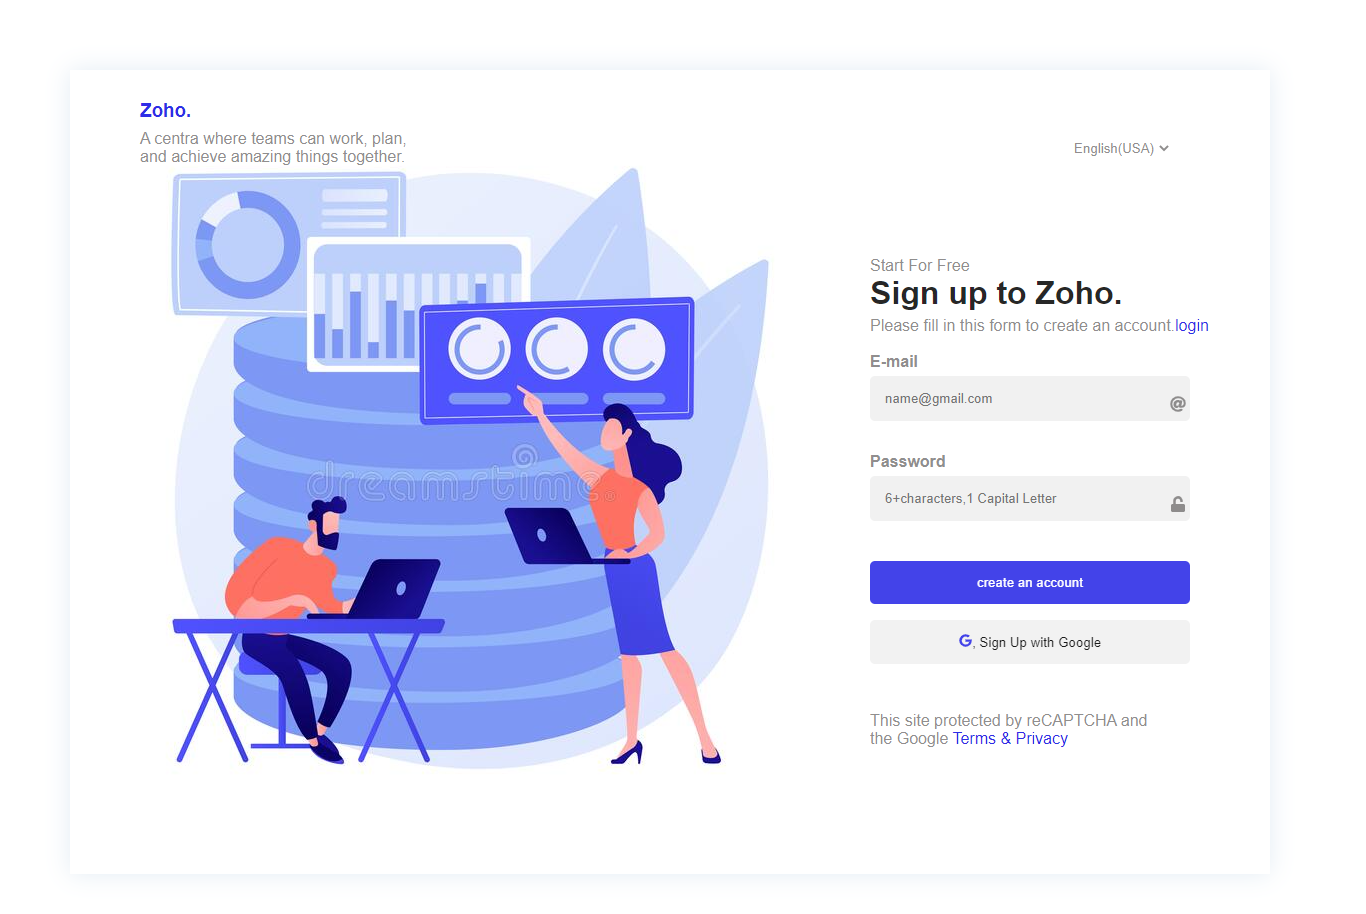 Zoho.
A centra where teams can work, plan,
and achieve amazing things together.
English(USA)
dreamstime.
Start For Free
Sign up to Zoho.
Please fill in this form to create an account.login
E-mail
name@gmail.com
@
Password
6+characters,1 Capital Letter
create an account
G, Sign Up with Google
This site protected by reCAPTCHA and
the Google Terms & Privacy